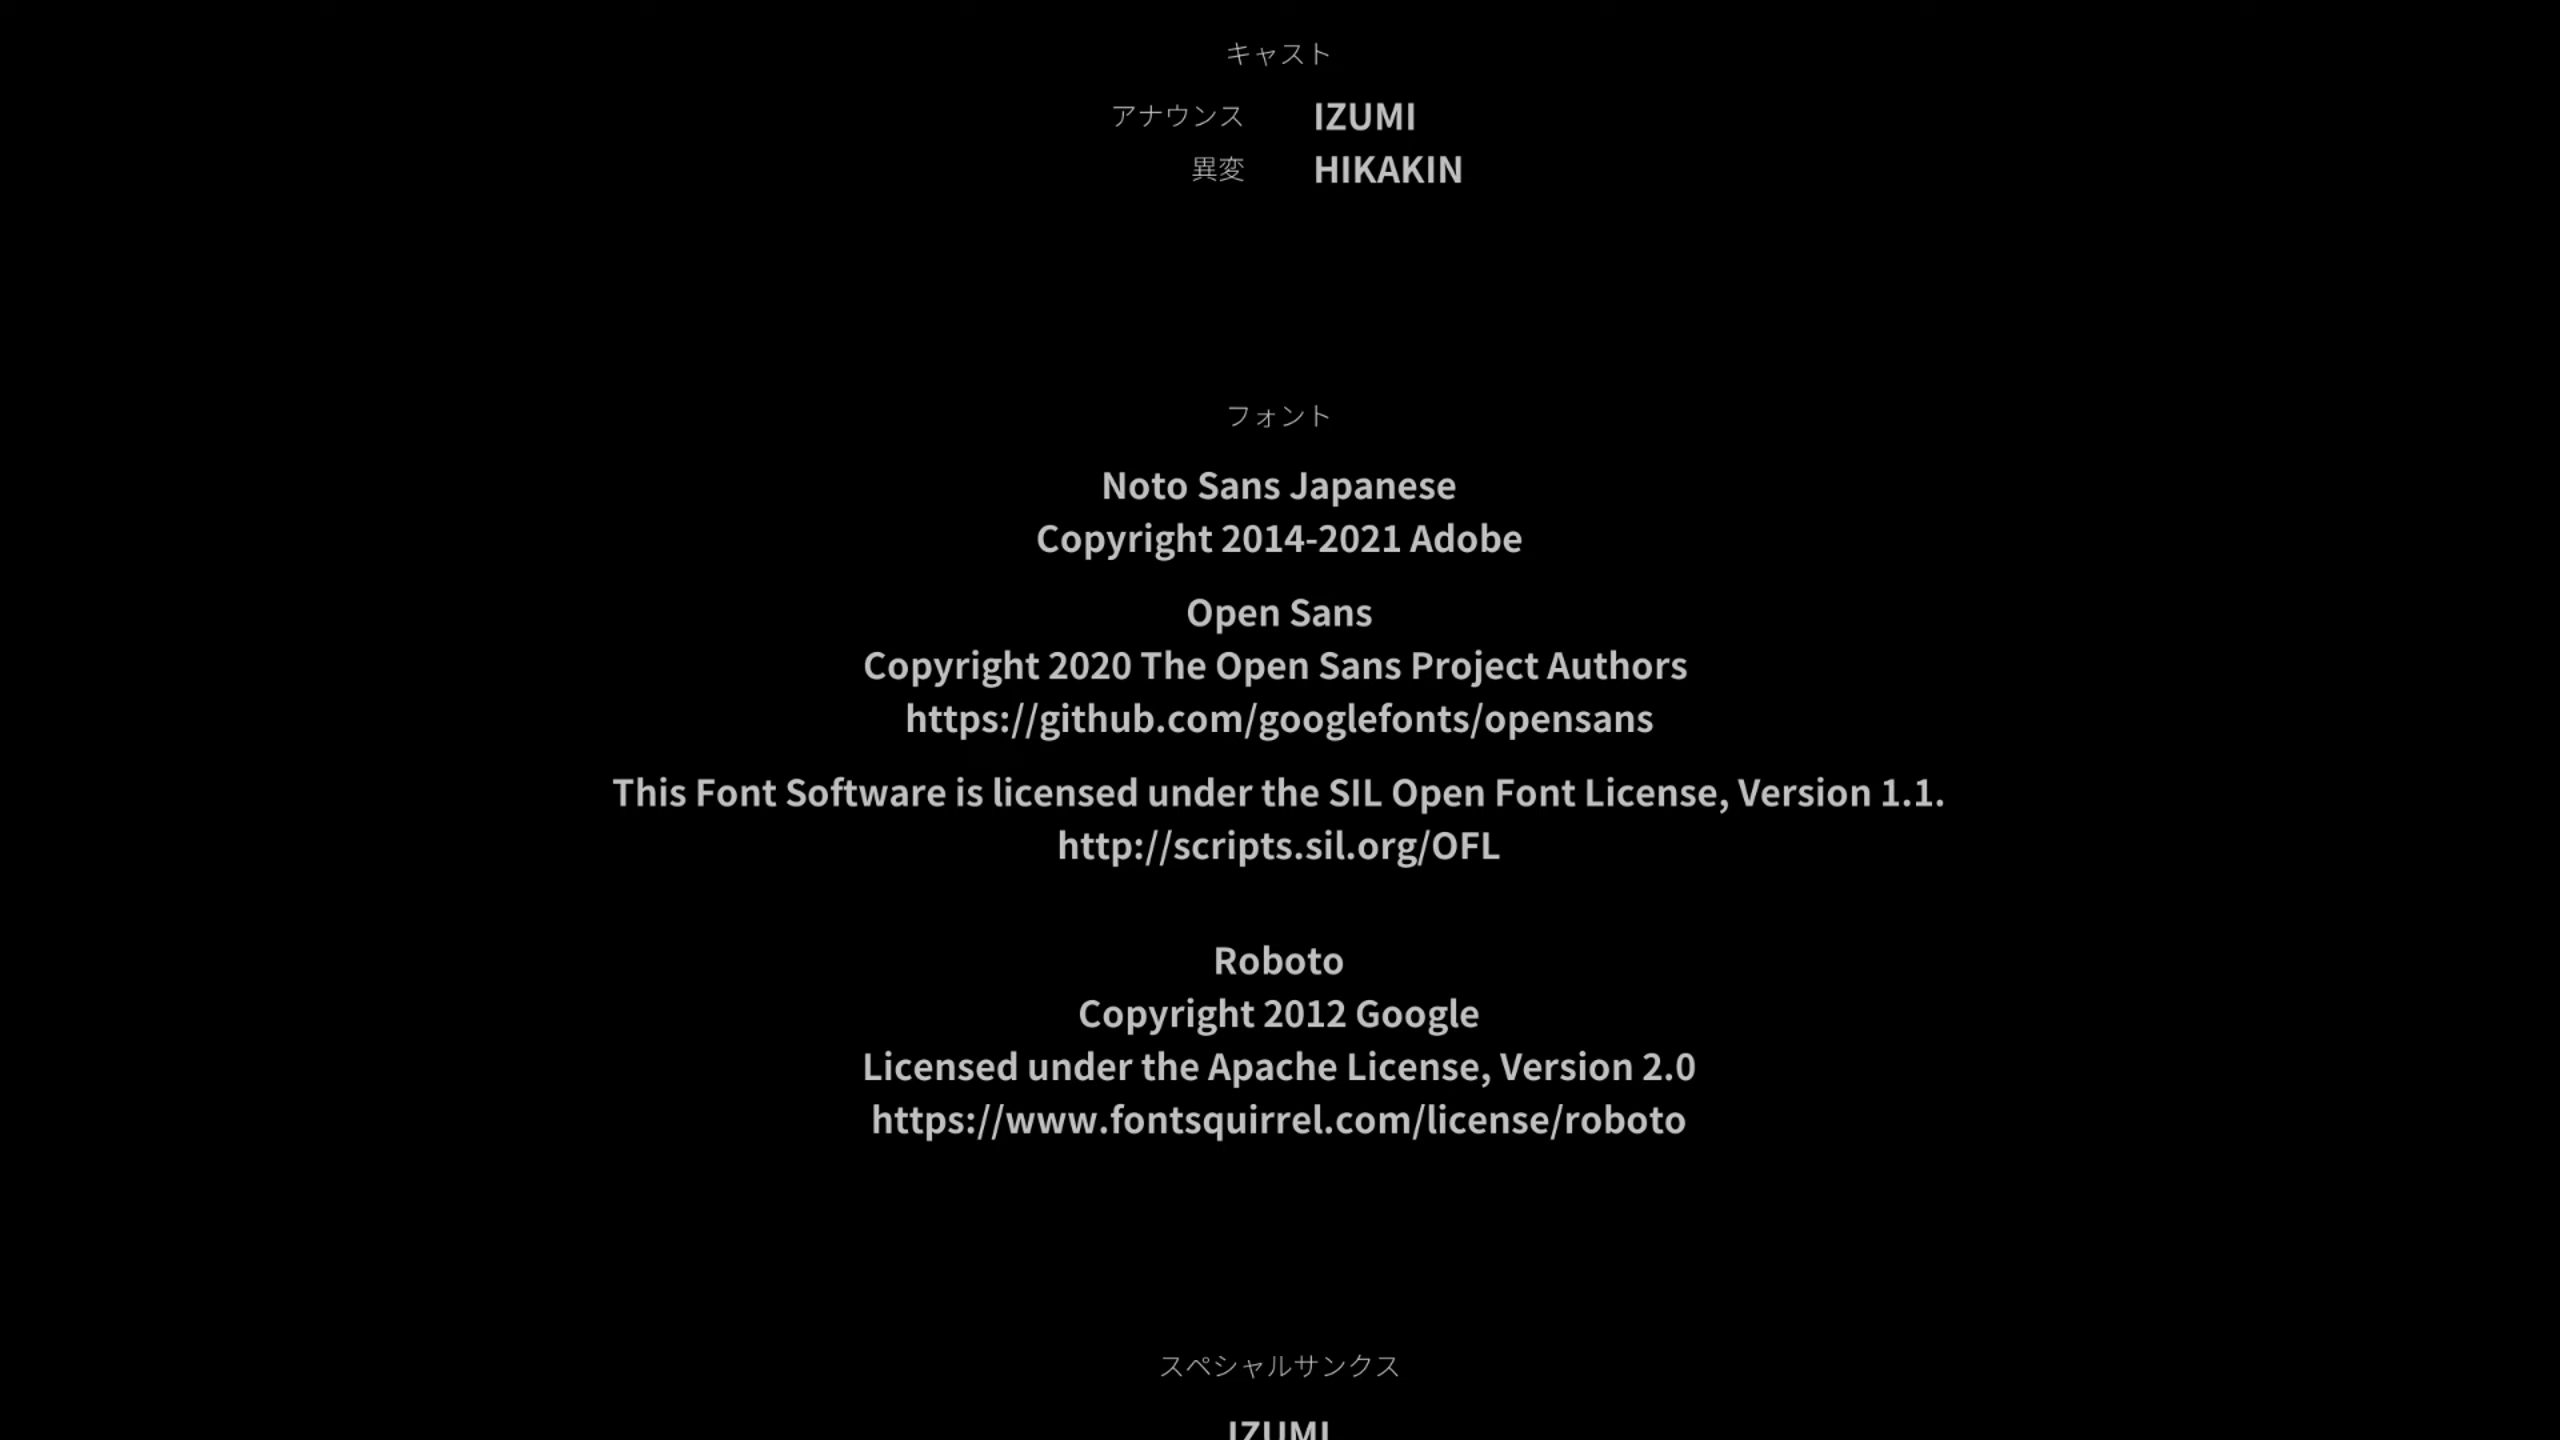 キャスト
アナウンス IZUMI
異変 HIKAKIN
フォント
Noto Sans Japanese
Copyright 2014-2021 Adobe
Open Sans
Copyright 2020 The Open Sans Project Authors
https://github.com/googlefonts/opensans
This Font Software is licensed under the SIL Open Font License, Version 1.1.
http://scripts.sil.org/OFL
Roboto
Copyright 2012 Google
Licensed under the Apache License, Version 2.0
https://www.fontsquirrel.com/license/roboto
スペシャルサンクス
IZUMI